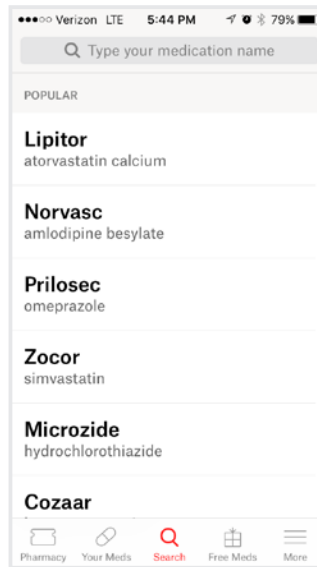 Verizon LTE 5:44 PM 79%
Type your medication name
POPULAR
Lipitor
atorvastatin calcium
Norvasc
amlodipine besylate
Prilosec
omeprazole
Zocor
simvastatin
Microzide
hydrochlorothiazide
Cozaar
Pharmacy Your Meds Search Free Meds More